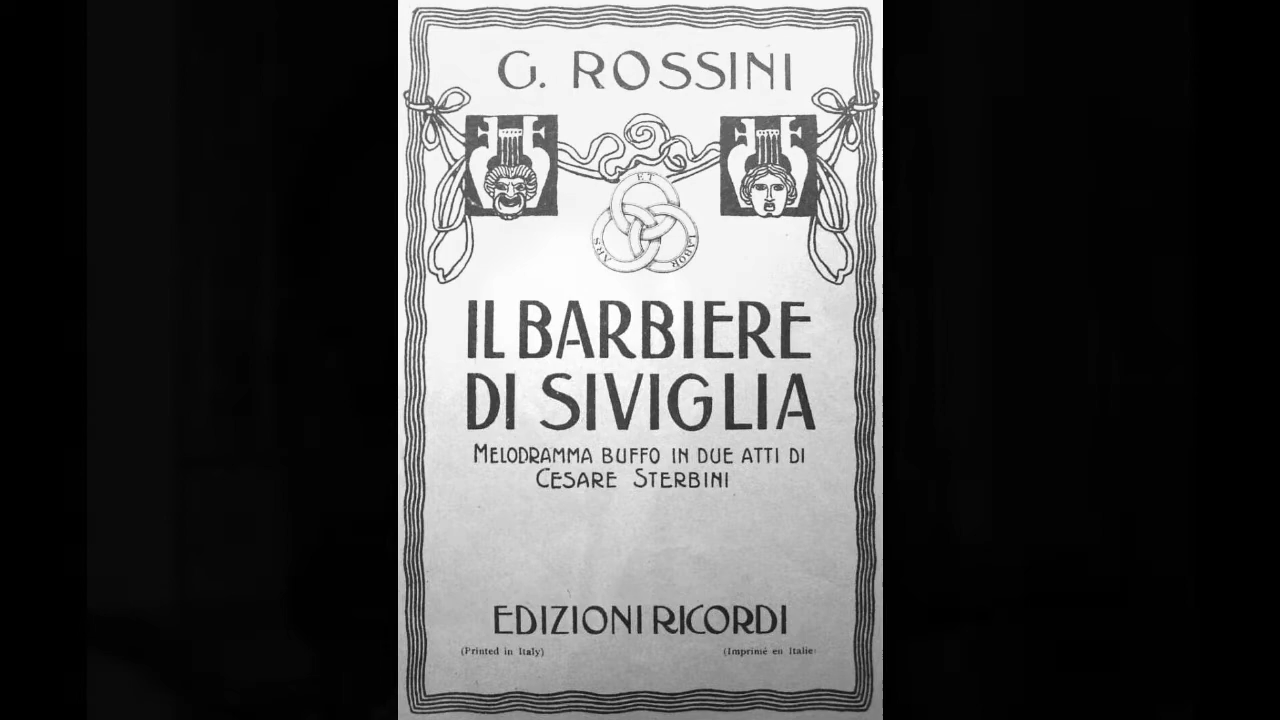 G. ROSSINI
ET
ARS
LABOR
IL BARBIERE
DI SIVIGLIA
MELODRAMMA BUFFO IN DUE ATTI DI
CESARE STERBINI
EDIZIONI RICORDI
(Printed in Italy)
(Imprimé en Italie)